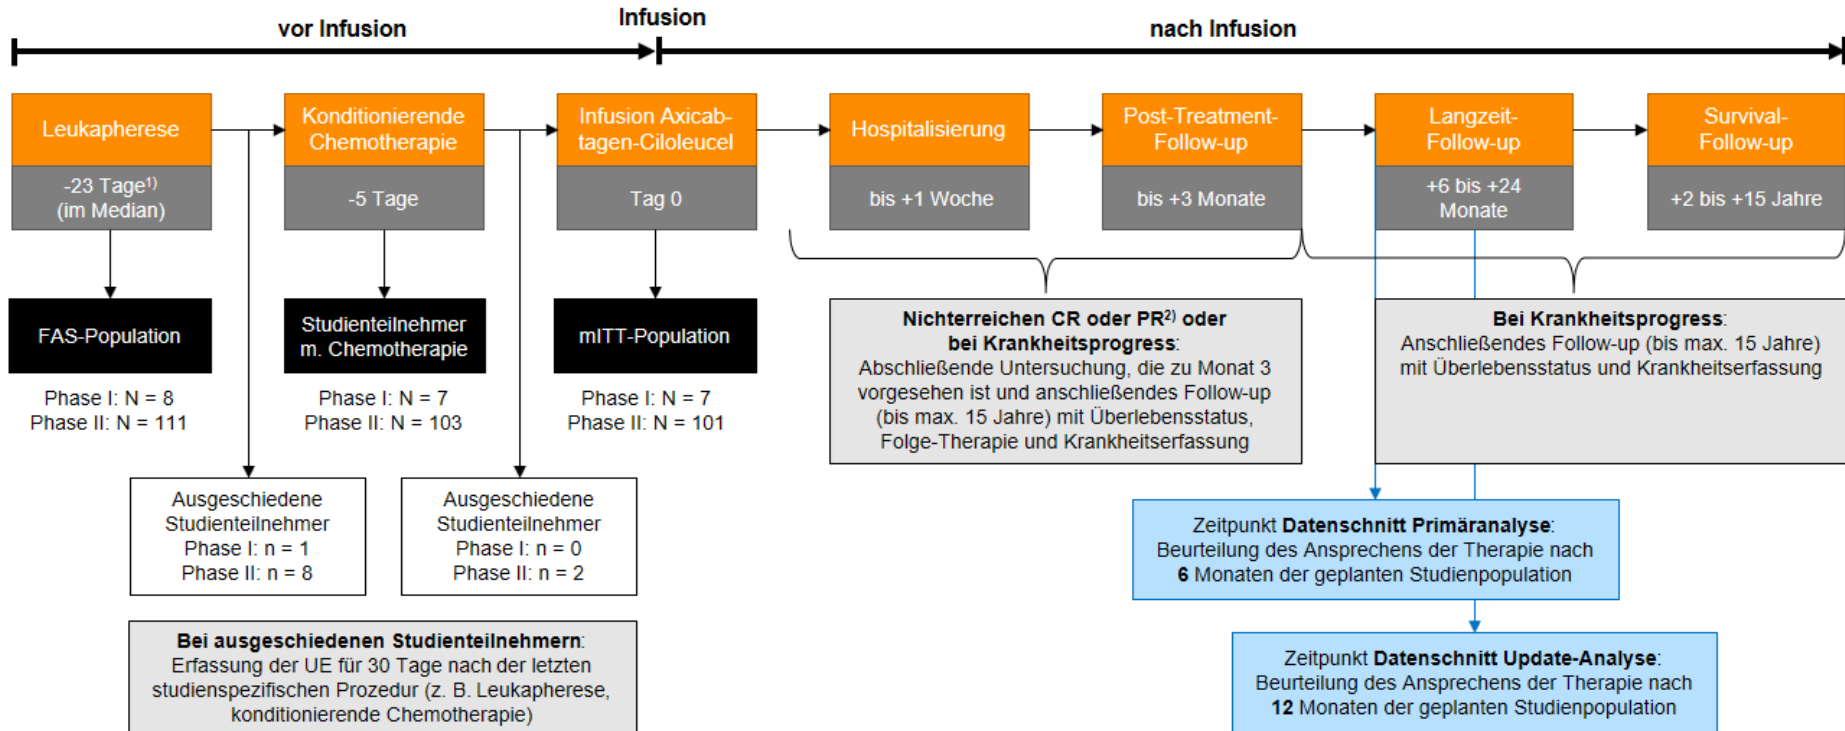 vor Infusion
Infusion
nach Infusion
Leukapherese
-23 Tage¹⁾
(im Median)
Konditionierende
Chemotherapie
-5 Tage
Infusion Axicab-
tagen-Ciloleucel
Tag 0
Hospitalisierung
bis +1 Woche
Post-Treatment-
Follow-up
bis +3 Monate
Langzeit-
Follow-up
+6 bis +24
Monate
Survival-
Follow-up
+2 bis +15 Jahre
FAS-Population
Phase I: N = 8
Phase II: N = 111
Studienteilnehmer
m. Chemotherapie
Phase I: N = 7
Phase II: N = 103
mITT-Population
Phase I: N = 7
Phase II: N = 101
Nichterreichen CR oder PR²⁾ oder
bei Krankheitsprogress:
Abschließende Untersuchung, die zu Monat 3
vorgesehen ist und anschließendes Follow-up
(bis max. 15 Jahre) mit Überlebensstatus,
Folge-Therapie und Krankheitserfassung
Bei Krankheitsprogress:
Anschließendes Follow-up (bis max. 15 Jahre)
mit Überlebensstatus und Krankheitserfassung
Ausgeschiedene
Studienteilnehmer
Phase I: n = 1
Phase II: n = 8
Ausgeschiedene
Studienteilnehmer
Phase I: n = 0
Phase II: n = 2
Zeitpunkt Datenschnitt Primäranalyse:
Beurteilung des Ansprechens der Therapie nach
6 Monaten der geplanten Studienpopulation
Bei ausgeschiedenen Studienteilnehmern:
Erfassung der UE für 30 Tage nach der letzten
studienspezifischen Prozedur (z. B. Leukapherese,
konditionierende Chemotherapie)
Zeitpunkt Datenschnitt Update-Analyse:
Beurteilung des Ansprechens der Therapie nach
12 Monaten der geplanten Studienpopulation